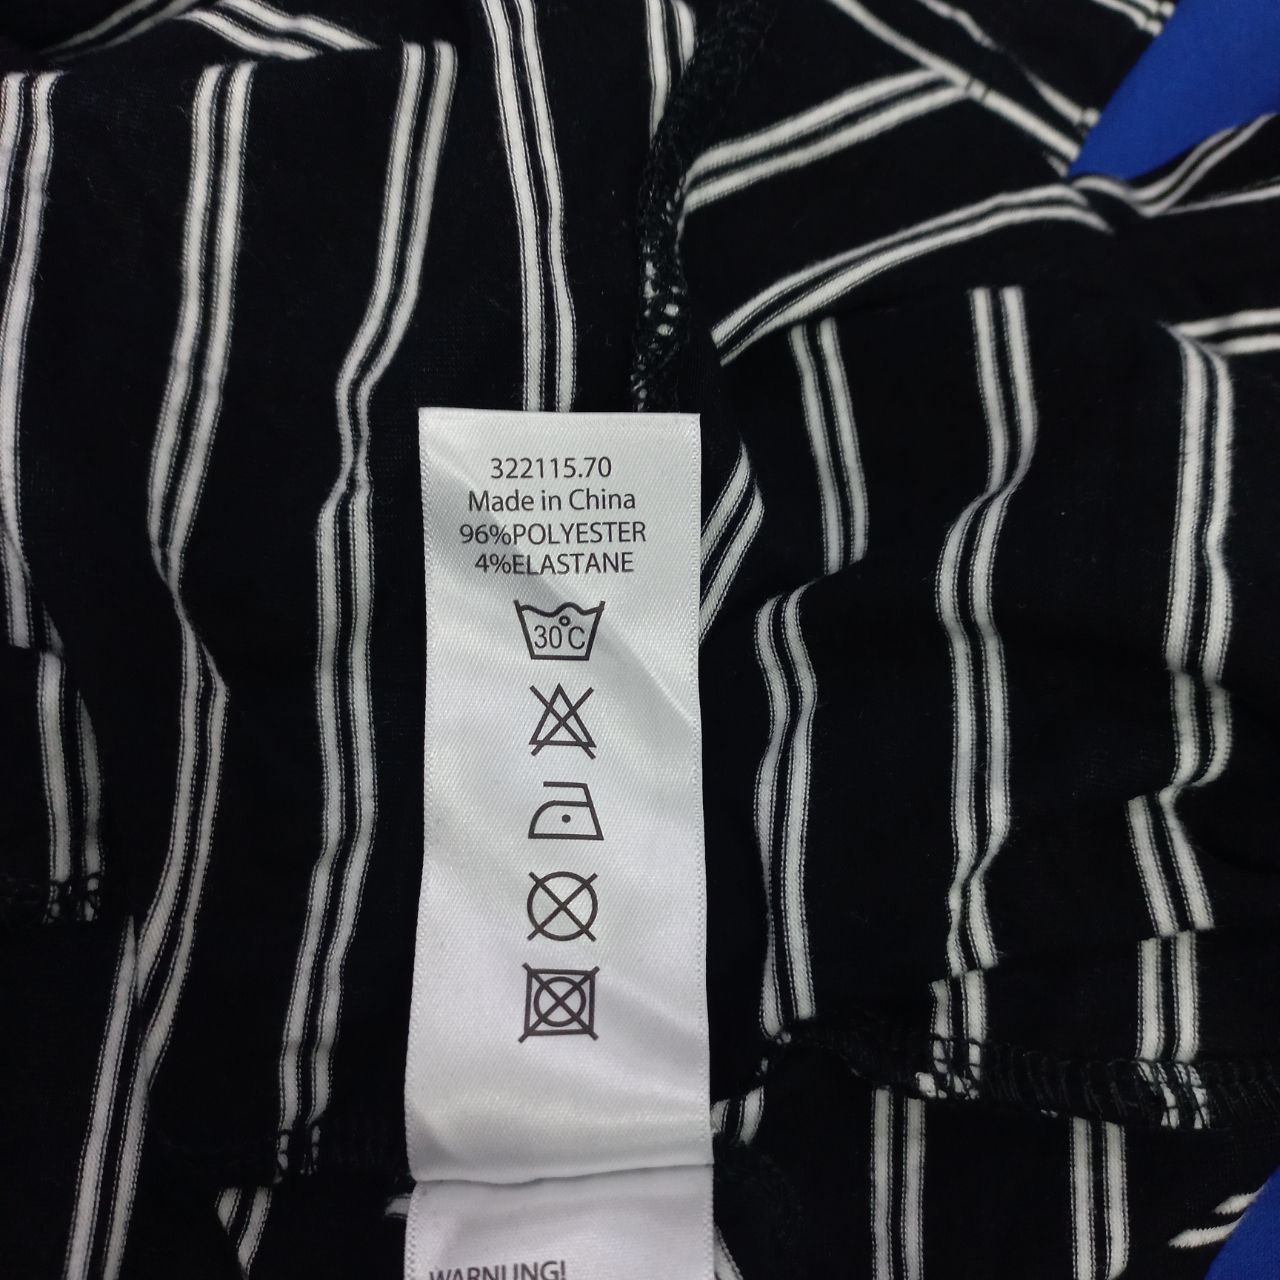 322115.70
Made in China
96%POLYESTER
4%ELASTANE
30°C
WARNUNG!